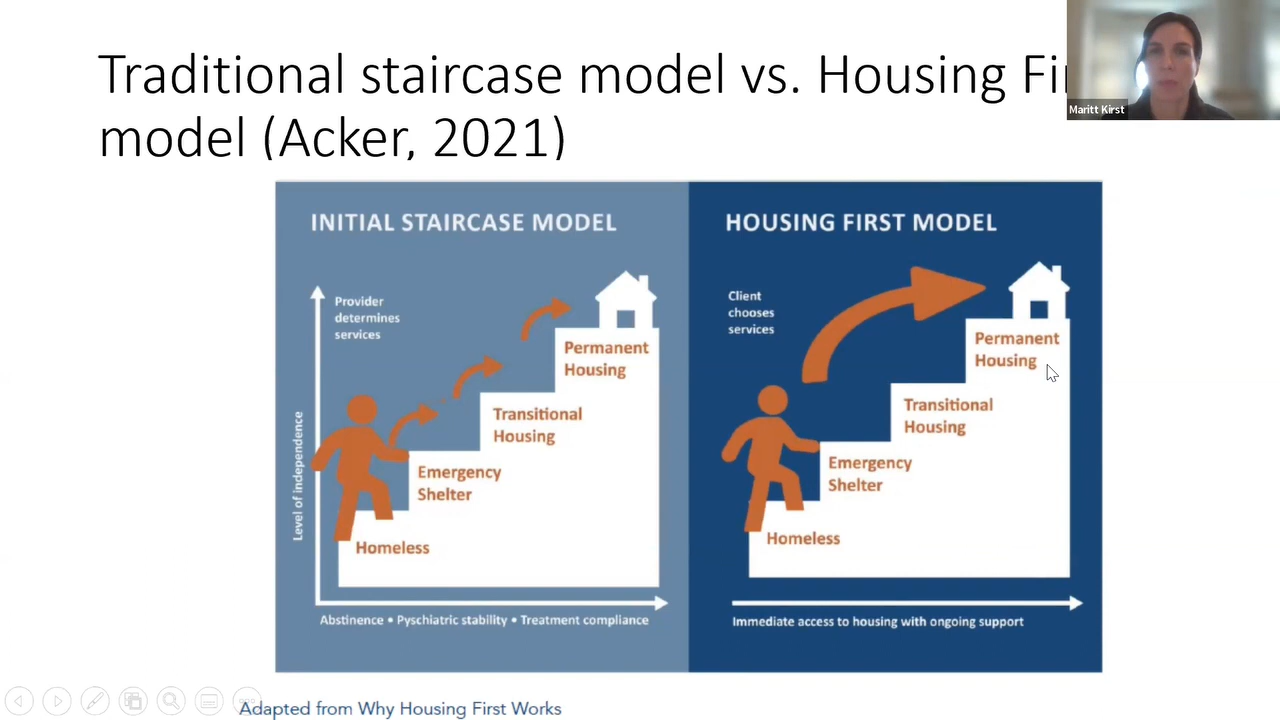 Traditional staircase model vs. Housing
model (Acker, 2021)
Maritt Kirst
INITIAL STAIRCASE MODEL
Provider
determines
services
Level of independence
Permanent
Housing
Transitional
Housing
Emergency
Shelter
Homeless
Abstinence • Pyschiatric stability • Treatment compliance
HOUSING FIRST MODEL
Client
chooses
services
Permanent
Housing
Transitional
Housing
Emergency
Shelter
Homeless
Immediate access to housing with ongoing support
Adapted from Why Housing First Works